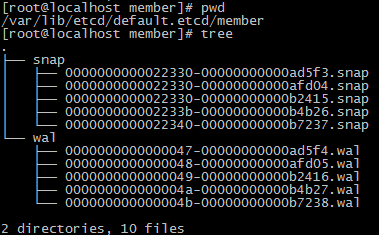 [root@localhost member]# pwd
/var/lib/etcd/default.etcd/member
[root@localhost member]# tree
.
├── snap
│   ├── 0000000000022330-00000000000ad5f3.snap
│   ├── 0000000000022330-00000000000afd04.snap
│   ├── 0000000000022330-00000000000b2415.snap
│   ├── 000000000002233b-00000000000b4b26.snap
│   └── 0000000000022340-00000000000b7237.snap
└── wal
    ├── 0000000000000047-00000000000ad5f4.wal
    ├── 0000000000000048-00000000000afd05.wal
    ├── 0000000000000049-00000000000b2416.wal
    ├── 000000000000004a-00000000000b4b27.wal
    └── 000000000000004b-00000000000b7238.wal
2 directories, 10 files